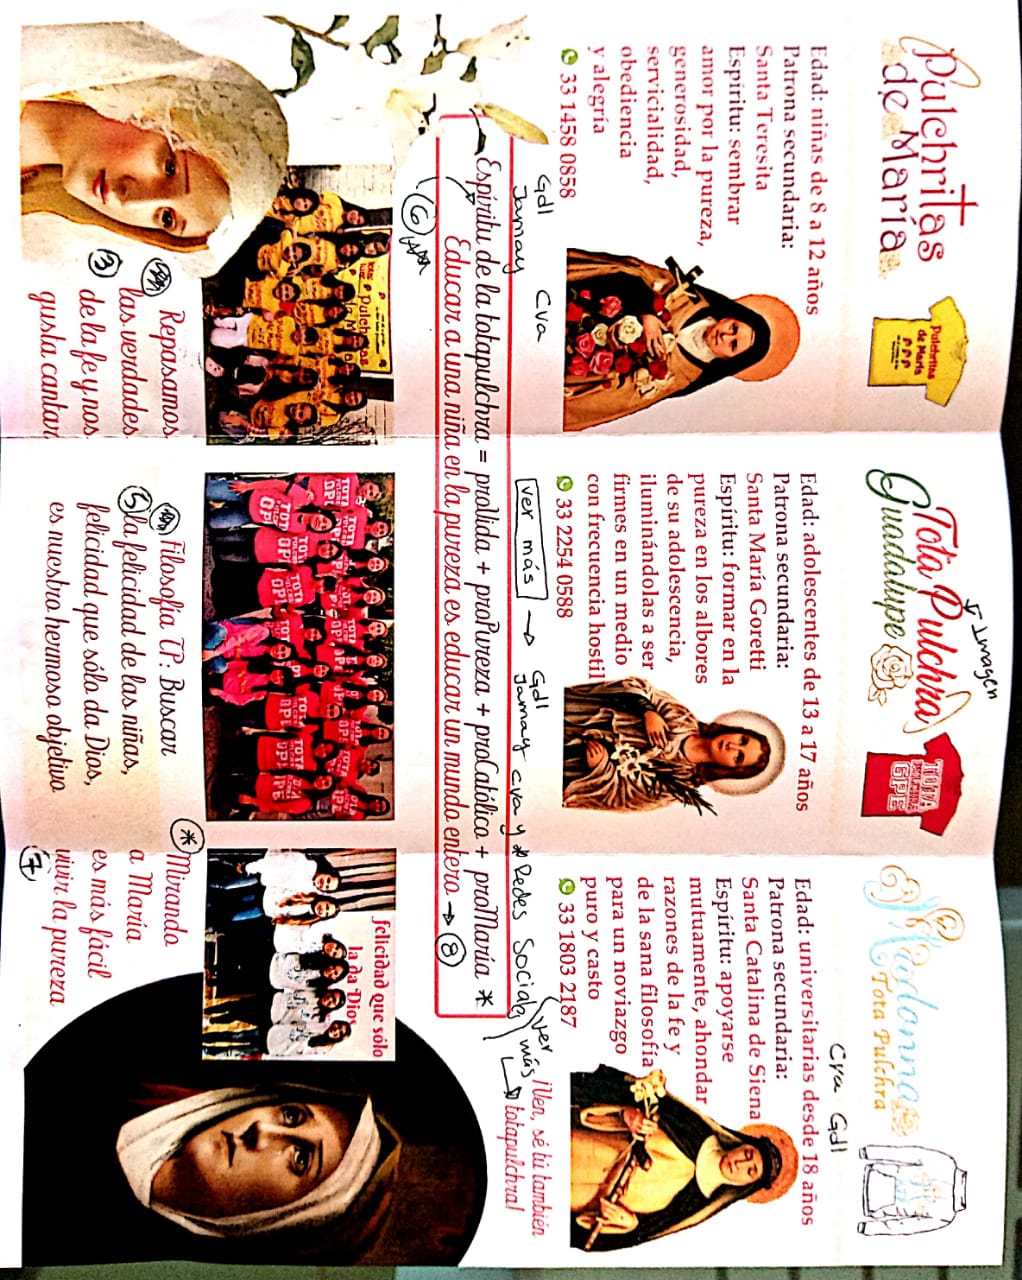 Pulchritas
de María
Pulchritas
de María
PPP
Edad: niñas de 8 a 12 años
Patrona secundaria:
Santa Teresita
Espíritu: sembrar
amor por la pureza,
generosidad,
servicialidad,
obediencia
y alegría
33 1458 0858
Gdl Cva
Jamay
Imagen
Tota Pulchra
Guadalupe
TOTA
PULCHRA
GPE
Edad: adolescentes de 13 a 17 años
Patrona secundaria:
Santa María Goretti
Espíritu: formar en la
pureza en los albores
de su adolescencia,
iluminándolas a ser
firmes en un medio
con frecuencia hostil
33 2254 0588
ver más → Gdl
Jamay Cva y * Redes Sociales
Madonna
Tota Pulchra
Cva Gdl
Edad: universitarias desde 18 años
Patrona secundaria:
Santa Catalina de Siena
Espíritu: apoyarse
mutuamente, ahondar
razones de la fe y
de la sana filosofía
para un noviazgo
puro y casto
33 1803 2187
ver
más
¡Ven, sé tú también
totapulchra!
Espíritu de la totapulchra = proVida + proPureza + proCatólico + proMaría *
Educar a una niña en la pureza es educar un mundo entero → 8
6
Pulchritas
de María
felicidad que sólo
la da Dios
Repasamos
las verdades
3
de la fe y nos
gusta cantar
Filosofía TP: Buscar
5 la felicidad de las niñas,
felicidad que sólo da Dios,
es nuestro hermoso objetivo
* Mirando
a María
es más fácil
vivir la pureza
7